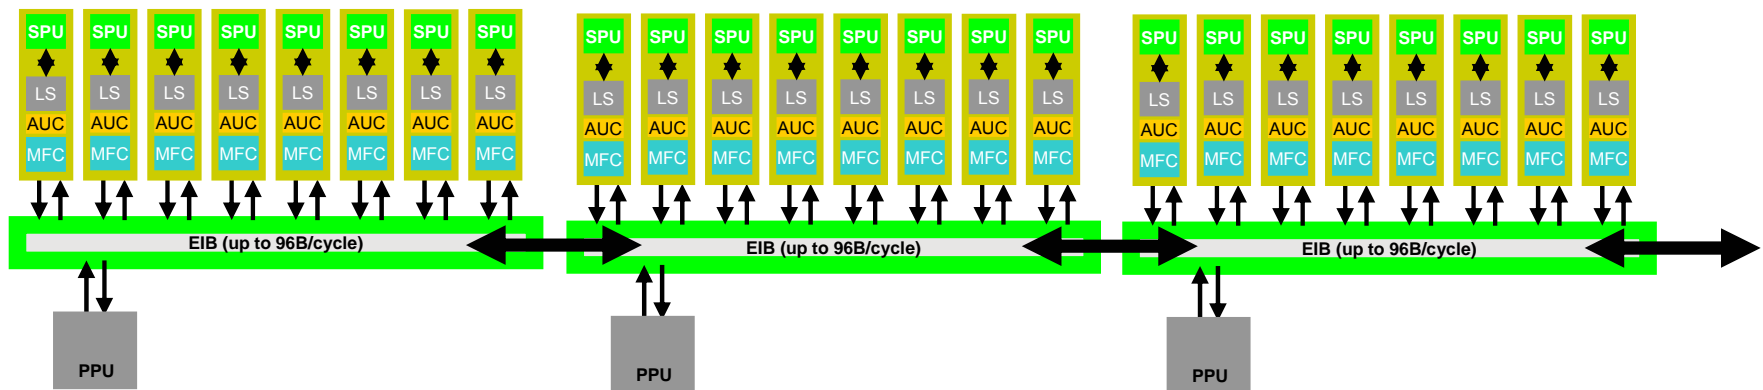 SPU SPU SPU SPU SPU SPU SPU SPU
LS LS LS LS LS LS LS LS
AUC AUC AUC AUC AUC AUC AUC AUC
MFC MFC MFC MFC MFC MFC MFC MFC
EIB (up to 96B/cycle)
PPU
SPU SPU SPU SPU SPU SPU SPU SPU
LS LS LS LS LS LS LS LS
AUC AUC AUC AUC AUC AUC AUC AUC
MFC MFC MFC MFC MFC MFC MFC MFC
EIB (up to 96B/cycle)
PPU
SPU SPU SPU SPU SPU SPU SPU SPU
LS LS LS LS LS LS LS LS
AUC AUC AUC AUC AUC AUC AUC AUC
MFC MFC MFC MFC MFC MFC MFC MFC
EIB (up to 96B/cycle)
PPU